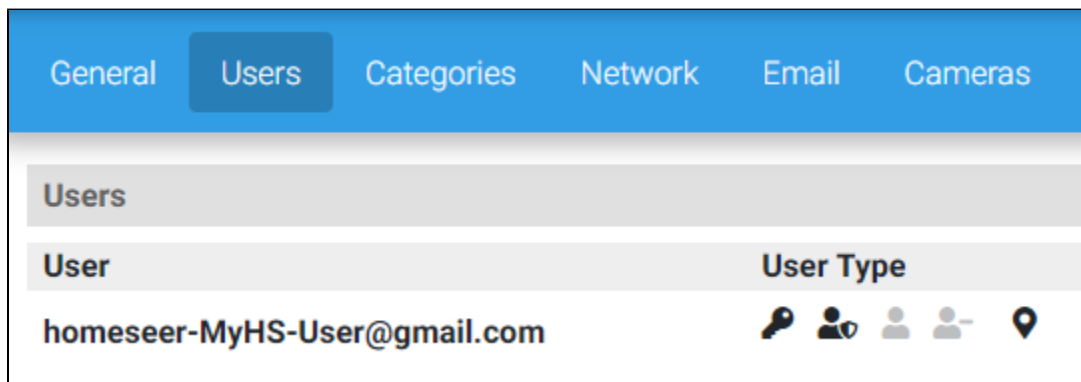 General Users Categories Network Email Cameras
Users
User User Type
homeseer-MyHS-User@gmail.com